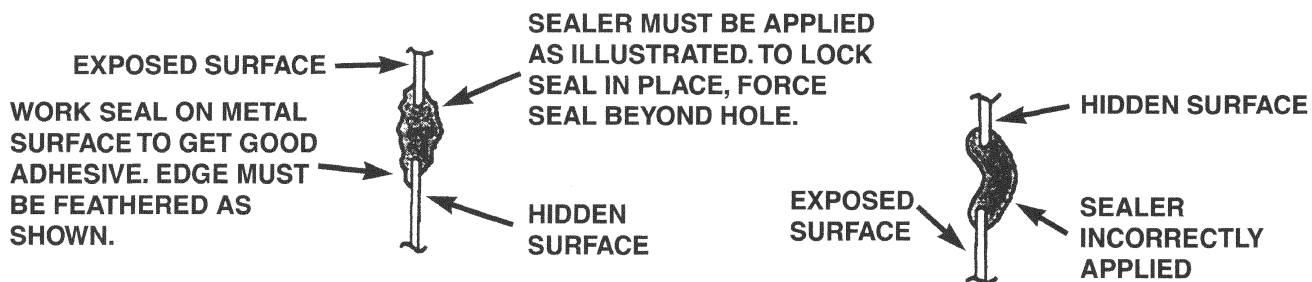 EXPOSED SURFACE
WORK SEAL ON METAL
SURFACE TO GET GOOD
ADHESIVE. EDGE MUST
BE FEATHERED AS
SHOWN.
SEALER MUST BE APPLIED
AS ILLUSTRATED. TO LOCK
SEAL IN PLACE, FORCE
SEAL BEYOND HOLE.
HIDDEN
SURFACE
HIDDEN SURFACE
EXPOSED
SURFACE
SEALER
INCORRECTLY
APPLIED